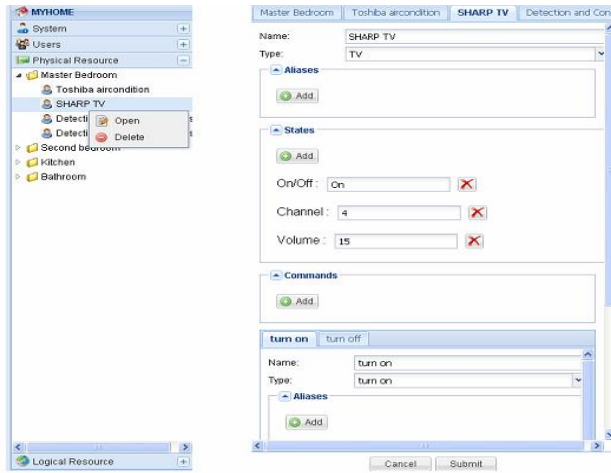 MYHOME
System
Users
Physical Resource
Master Bedroom
Toshiba aircondition
SHARP TV
Detecti
Open
Detecti
Delete
Second bedroom
Kitchen
Bathroom
Logical Resource
Master Bedroom Toshiba aircondition SHARP TV Detection and Con
Name: SHARP TV
Type: TV
Aliases
Add
States
Add
On/Off : On
Channel : 4
Volume : 15
Commands
Add
turn on turn off
Name: turn on
Type: turn on
Aliases
Add
Cancel Submit